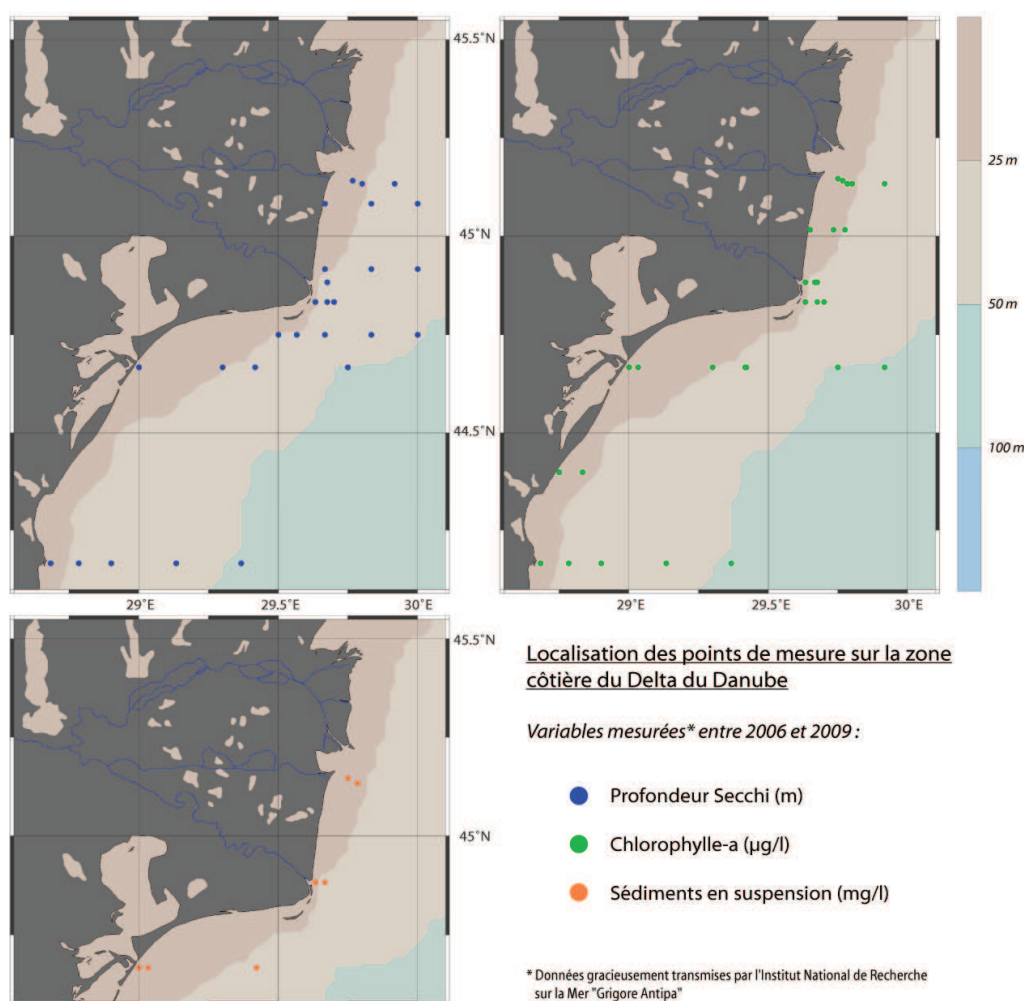 45.5°N
25 m
45°N
50 m
44.5°N
100 m
29°E 29.5°E 30°E 29°E 29.5°E 30°E
45.5°N
45°N
Localisation des points de mesure sur la zone
côtière du Delta du Danube
Variables mesurées* entre 2006 et 2009 :
Profondeur Secchi (m)
Chlorophylle-a (µg/l)
Sédiments en suspension (mg/l)
* Données gracieusement transmises par l'Institut National de Recherche
sur la Mer "Grigore Antipa"